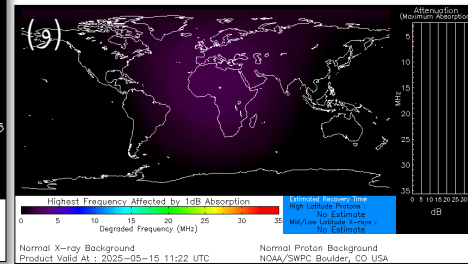 (g)
Attenuation
(Maximum Absorption
5
10
15
20
25
30
35
MHz
0 5 10 15 20 25 30
dB
Highest Frequency Affected by 1dB Absorption
0 5 10 15 20 25 30 35
Degraded Frequency (MHz)
Estimated Recovery Time
High Latitude Protons :
No Estimate
Mid/Low Latitude X-rays :
No Estimate
Normal X-ray Background
Product Valid At : 2025-05-15 11:22 UTC
Normal Proton Background
NOAA/SWPC Boulder, CO USA